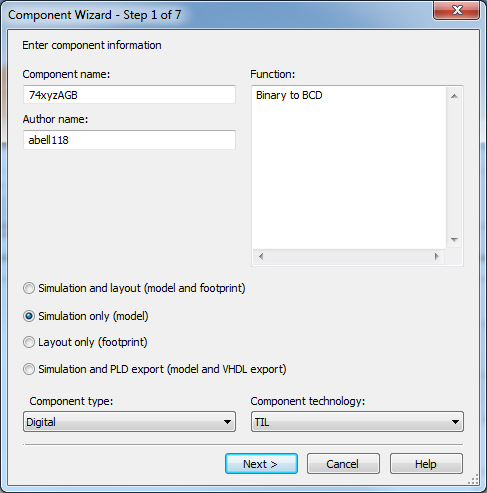 Component Wizard - Step 1 of 7
Enter component information
Component name:
74xyzAGB
Author name:
abell118
Function:
Binary to BCD
Simulation and layout (model and footprint)
Simulation only (model)
Layout only (footprint)
Simulation and PLD export (model and VHDL export)
Component type:
Digital
Component technology:
TIL
Next >
Cancel
Help